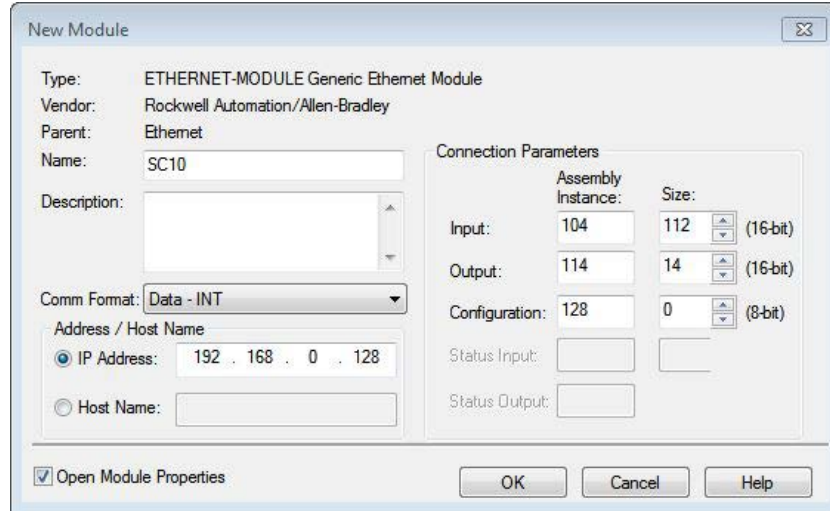 New Module
Type: ETHERNET-MODULE Generic Ethernet Module
Vendor: Rockwell Automation/Allen-Bradley
Parent: Ethernet
Name: SC10
Description:
Comm Format: Data - INT
Address / Host Name
IP Address: 192 . 168 . 0 . 128
Host Name:
Connection Parameters
Assembly Instance: Size:
Input: 104 112 (16-bit)
Output: 114 14 (16-bit)
Configuration: 128 0 (8-bit)
Status Input:
Status Output:
Open Module Properties
OK Cancel Help